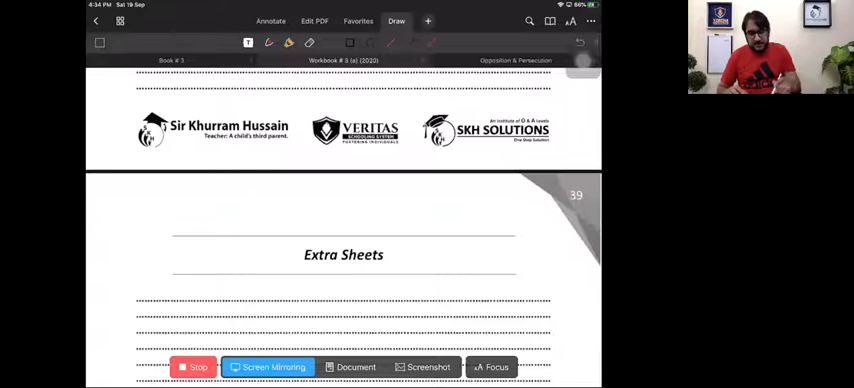 4:34 PM Sat 19 Sep
66%
Annotate Edit PDF Favorites Draw +
T
Book # 3 Workbook # 3 (e) (2020) Opposition & Persecution
Sir Khurram Hussain
Teacher: A child's third parent.
VERITAS
SCHOOLING SYSTEM
FOSTERING INDIVIDUALS
An Institute of O & A Levels
SKH SOLUTIONS
One Stop Solution
39
Extra Sheets
Stop Screen Mirroring Document Screenshot AA Focus